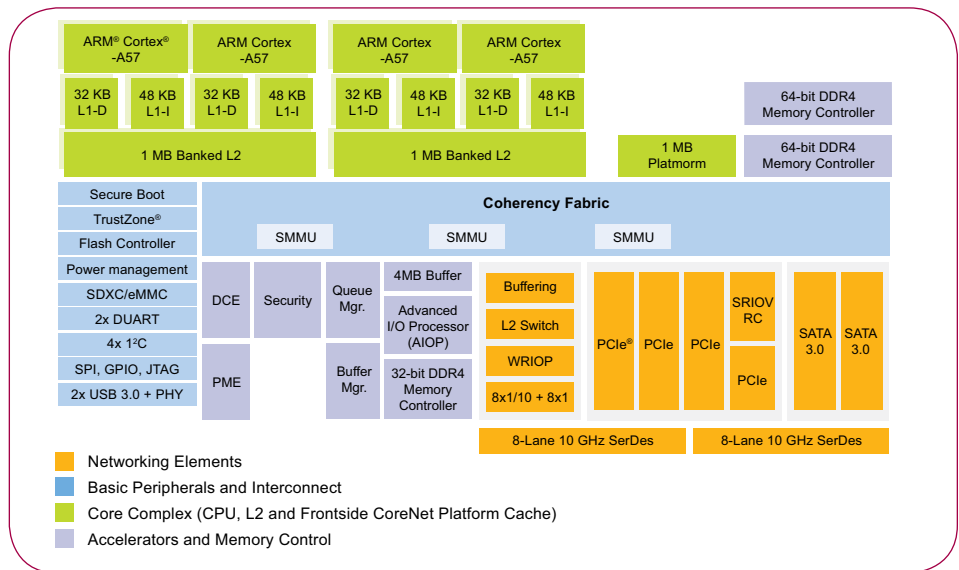 ARM® Cortex®
-A57
ARM Cortex
-A57
ARM Cortex
-A57
ARM Cortex
-A57
32 KB
L1-D
48 KB
L1-I
32 KB
L1-D
48 KB
L1-I
32 KB
L1-D
48 KB
L1-I
32 KB
L1-D
48 KB
L1-I
64-bit DDR4
Memory Controller
1 MB Banked L2
1 MB Banked L2
1 MB
Platmorm
64-bit DDR4
Memory Controller
Secure Boot
TrustZone®
Flash Controller
Power management
SDXC/eMMC
2x DUART
4x 1²C
SPI, GPIO, JTAG
2x USB 3.0 + PHY
Coherency Fabric
SMMU
SMMU
SMMU
DCE
Security
Queue
Mgr.
4MB Buffer
Advanced
I/O Processor
(AIOP)
PME
Buffer
Mgr.
32-bit DDR4
Memory
Controller
Buffering
L2 Switch
WRIOP
8x1/10 + 8x1
PCIe®
PCIe
PCIe
SRIOV
RC
PCIe
SATA
3.0
SATA
3.0
8-Lane 10 GHz SerDes
8-Lane 10 GHz SerDes
Networking Elements
Basic Peripherals and Interconnect
Core Complex (CPU, L2 and Frontside CoreNet Platform Cache)
Accelerators and Memory Control